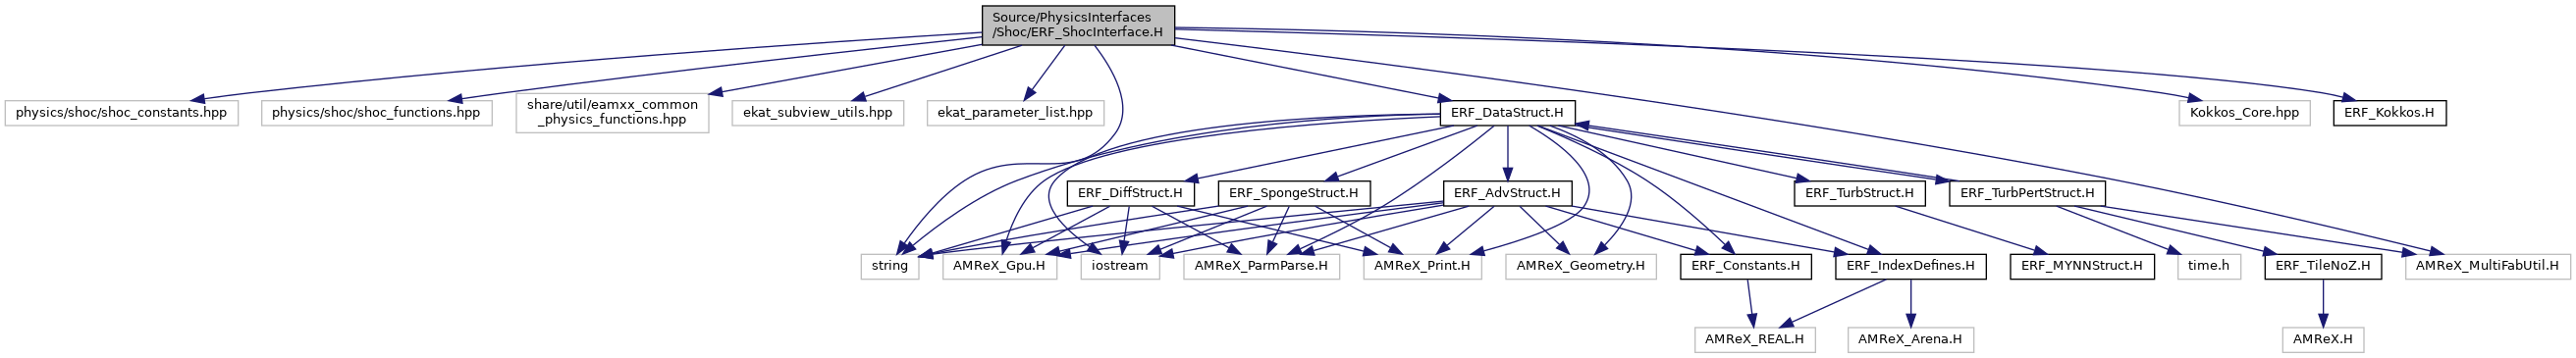 Source/PhysicsInterfaces
/Shoc/ERF_ShocInterface.H
physics/shoc/shoc_constants.hpp
physics/shoc/shoc_functions.hpp
share/util/eamxx_common
_physics_functions.hpp
ekat_subview_utils.hpp
ekat_parameter_list.hpp
ERF_DataStruct.H
Kokkos_Core.hpp
ERF_Kokkos.H
ERF_DiffStruct.H
ERF_SpongeStruct.H
ERF_AdvStruct.H
ERF_TurbStruct.H
ERF_TurbPertStruct.H
string
AMReX_Gpu.H
iostream
AMReX_ParmParse.H
AMReX_Print.H
AMReX_Geometry.H
ERF_Constants.H
ERF_IndexDefines.H
ERF_MYNNStruct.H
time.h
ERF_TileNoZ.H
AMReX_MultiFabUtil.H
AMReX_REAL.H
AMReX_Arena.H
AMReX.H